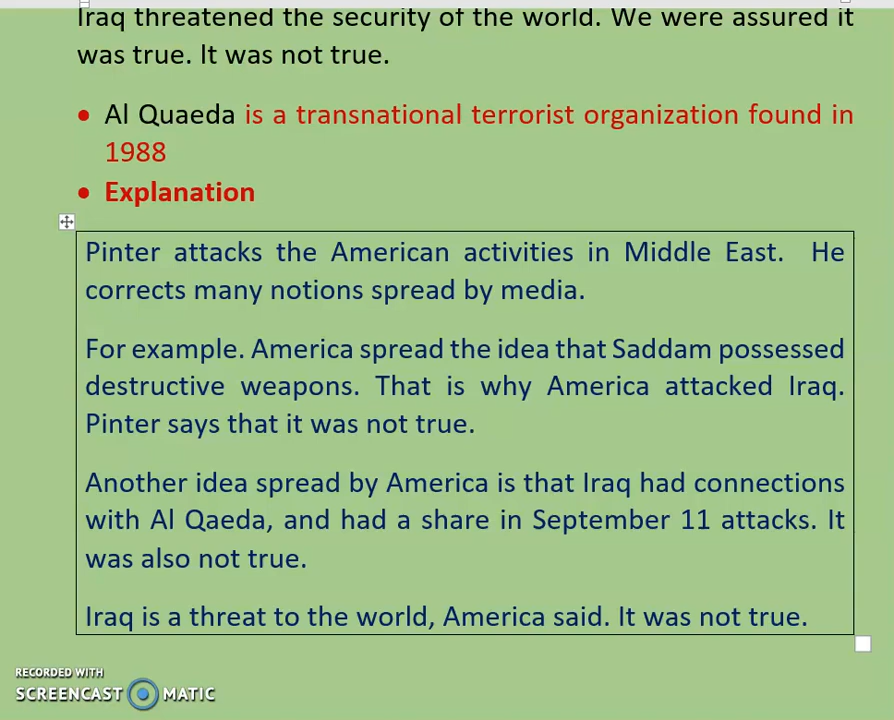 Iraq threatened the security of the world. We were assured it
was true. It was not true.
• Al Quaeda is a transnational terrorist organization found in
1988
• Explanation
Pinter attacks the American activities in Middle East. He
corrects many notions spread by media.
For example. America spread the idea that Saddam possessed
destructive weapons. That is why America attacked Iraq.
Pinter says that it was not true.
Another idea spread by America is that Iraq had connections
with Al Qaeda, and had a share in September 11 attacks. It
was also not true.
Iraq is a threat to the world, America said. It was not true.
RECORDED WITH
SCREENCAST MATIC